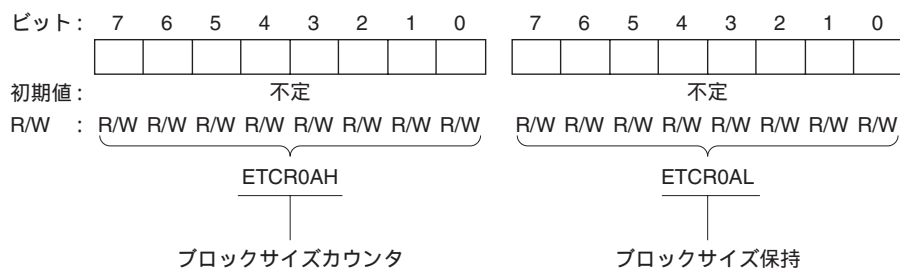 ビット : 7 6 5 4 3 2 1 0 7 6 5 4 3 2 1 0
初期値 : 不定 不定
R/W : R/W R/W R/W R/W R/W R/W R/W R/W R/W R/W R/W R/W R/W R/W R/W R/W
ETCR0AH ETCR0AL
ブロックサイズカウンタ ブロックサイズ保持